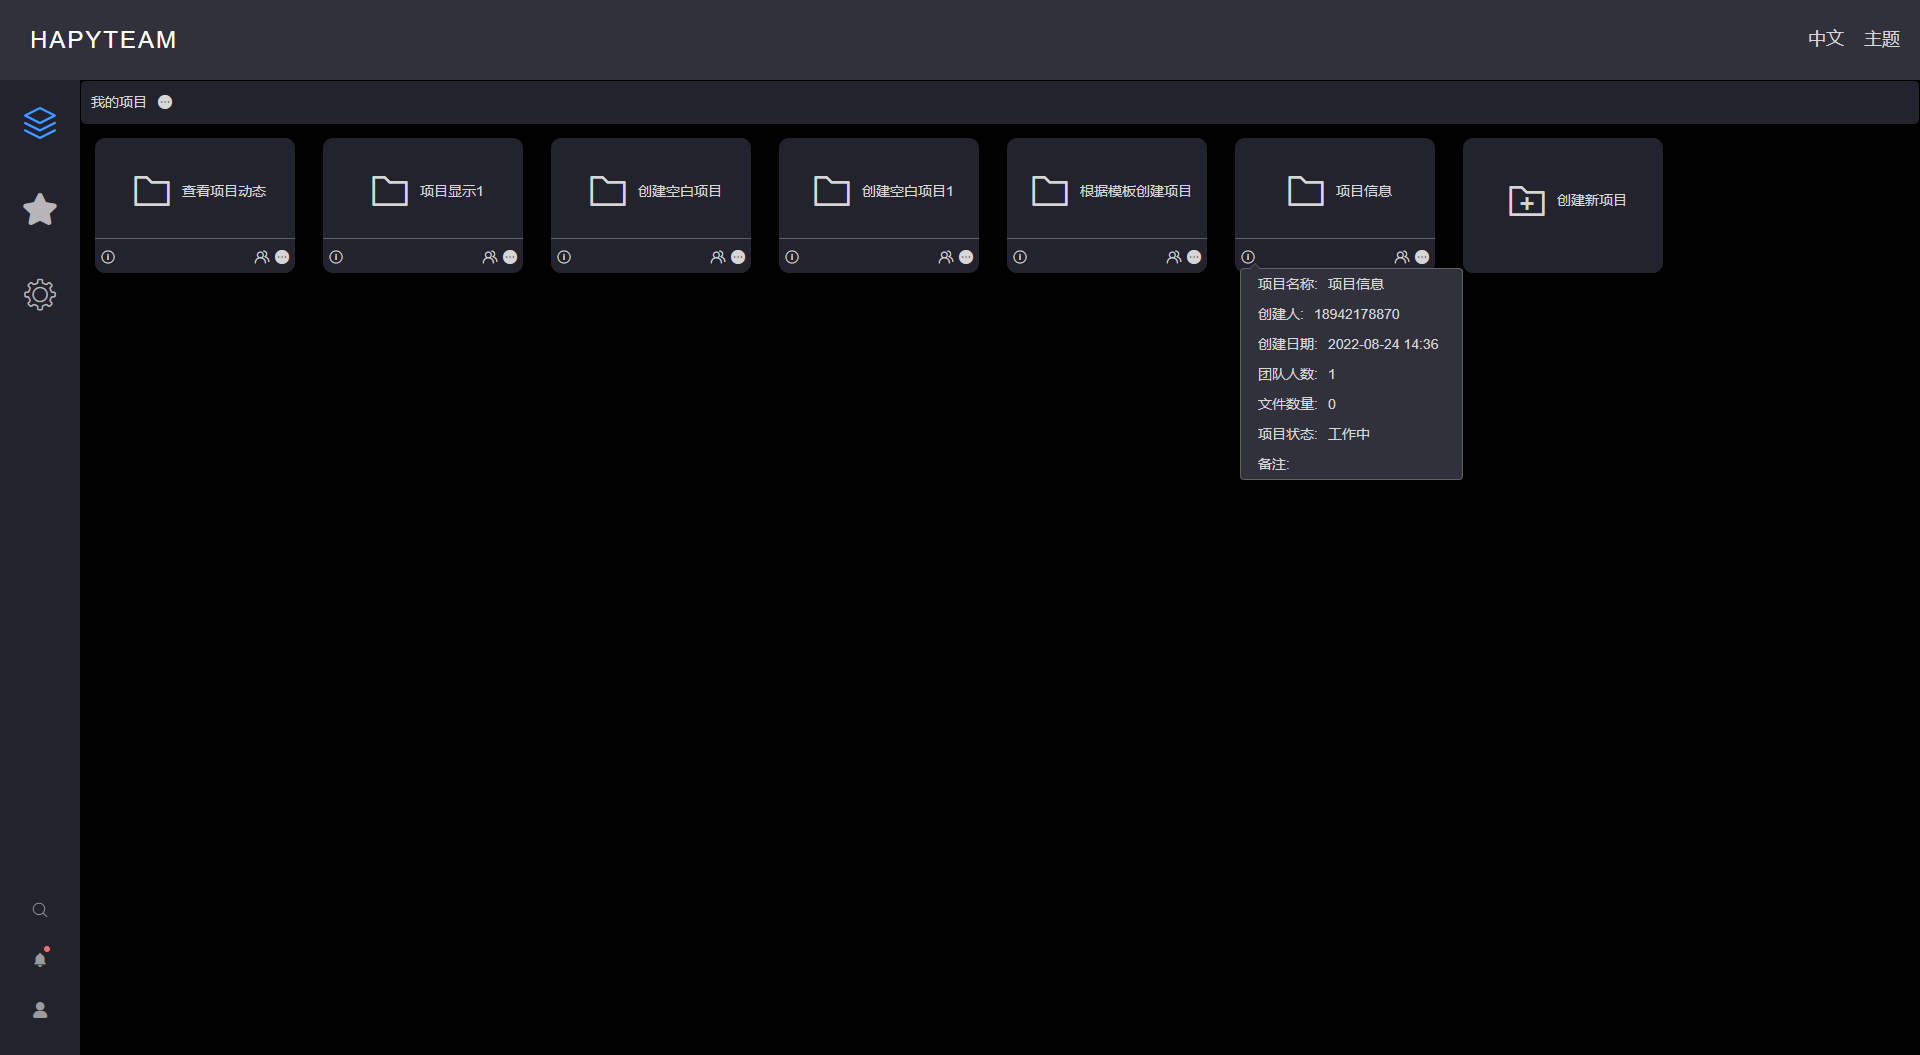 HAPYTEAM
中文 主题
我的项目
查看项目动态
项目显示1
创建空白项目
创建空白项目1
根据模板创建项目
项目信息
创建新项目
项目名称: 项目信息
创建人: 18942178870
创建日期: 2022-08-24 14:36
团队人数: 1
文件数量: 0
项目状态: 工作中
备注: